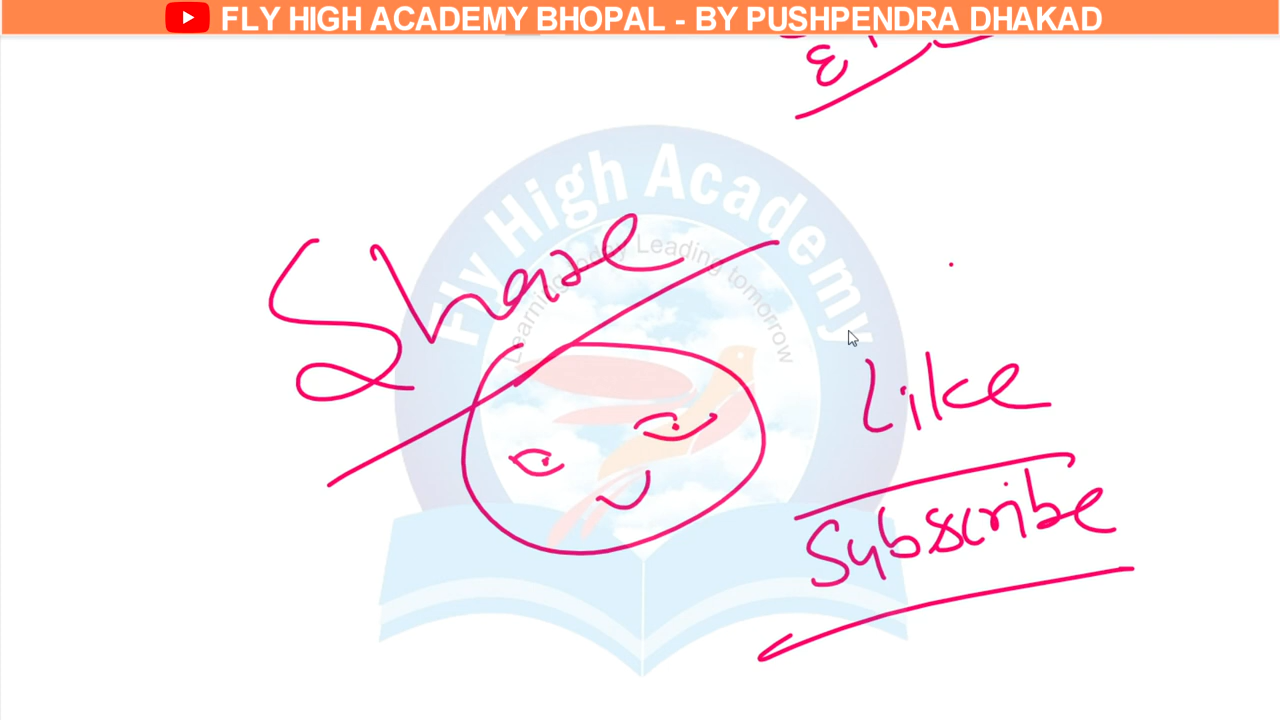 FLY HIGH ACADEMY BHOPAL - BY PUSHPENDRA DHAKAD
Fly High Academy
Learning today Leading tomorrow
Share
Like
Subscribe